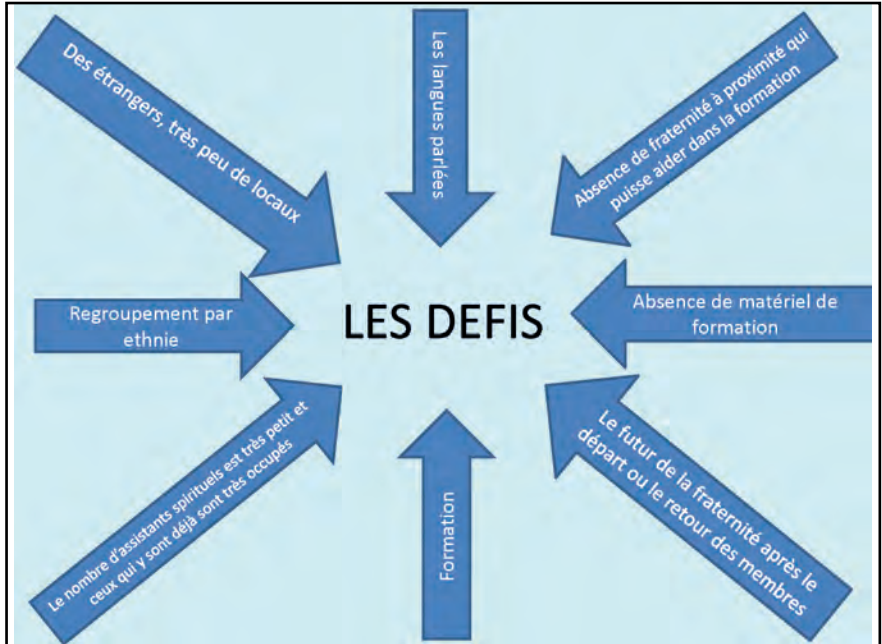 Des étrangers, très peu de locaux
Les langues parlées
Absence de fraternité à proximité qui
puisse aider dans la formation
Regroupement par
ethnie
LES DEFIS
Absence de matériel de
formation
Le nombre d'assistants spirituels est très petit et
ceux qui y sont déjà sont très occupés
Formation
Le futur de la fraternité après le
départ ou le retour des membres